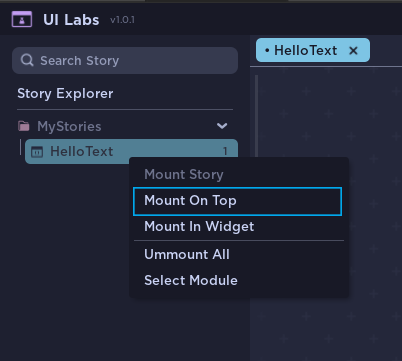 UI Labs v1.0.1
• HelloText ×
Search Story
Story Explorer
MyStories
HelloText 1
Mount Story
Mount On Top
Mount In Widget
Unmount All
Select Module